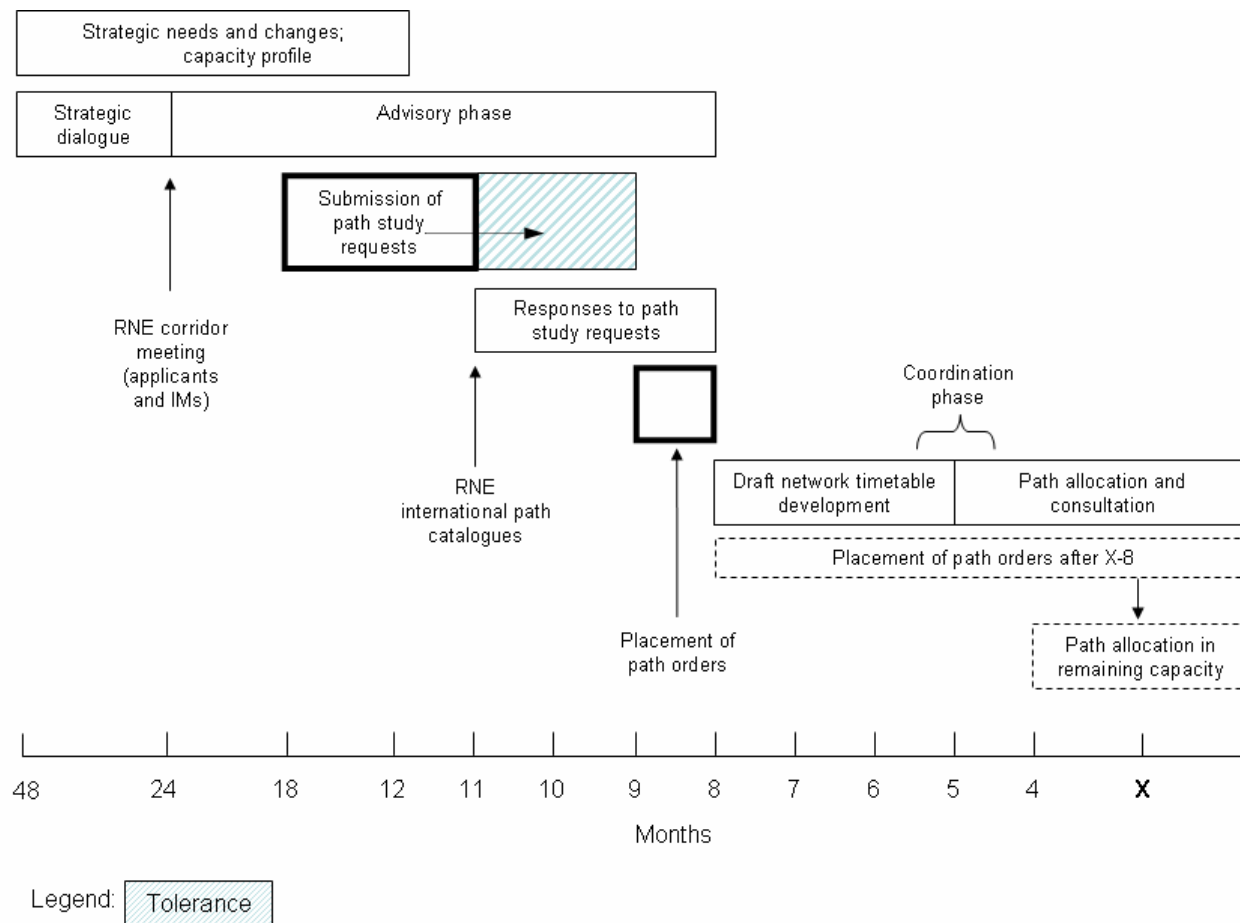 Strategic needs and changes;
capacity profile
Strategic
dialogue
Advisory phase
Submission of
path study
requests
Responses to path
study requests
RNE corridor
meeting
(applicants
and IMs)
RNE
international path
catalogues
Coordination
phase
Draft network timetable
development
Path allocation and
consultation
Placement of path orders after X-8
Placement of
path orders
Path allocation in
remaining capacity
48 24 18 12 11 10 9 8 7 6 5 4 X
Months
Legend: Tolerance